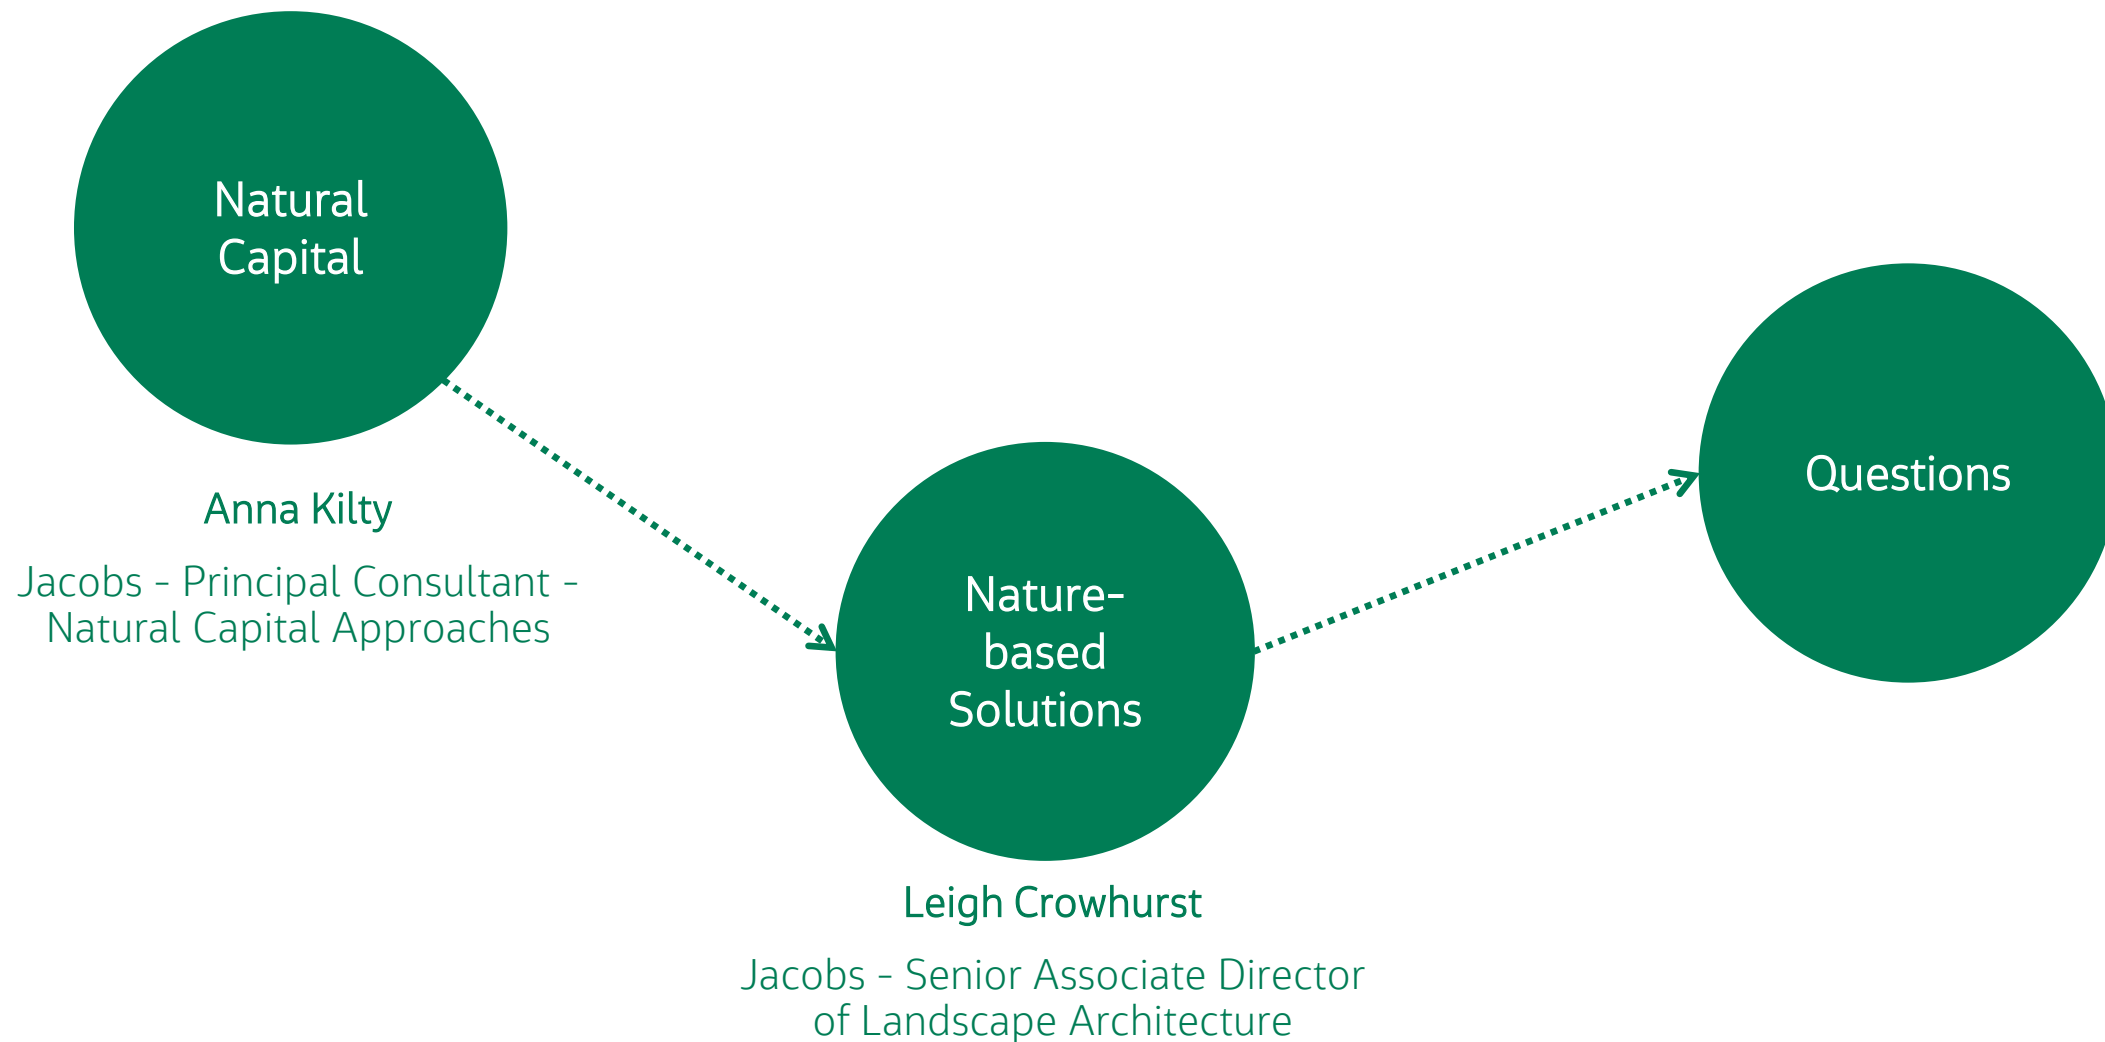 Natural
Capital
Anna Kilty
Jacobs - Principal Consultant -
Natural Capital Approaches
Nature-
based
Solutions
Leigh Crowhurst
Jacobs - Senior Associate Director
of Landscape Architecture
Questions